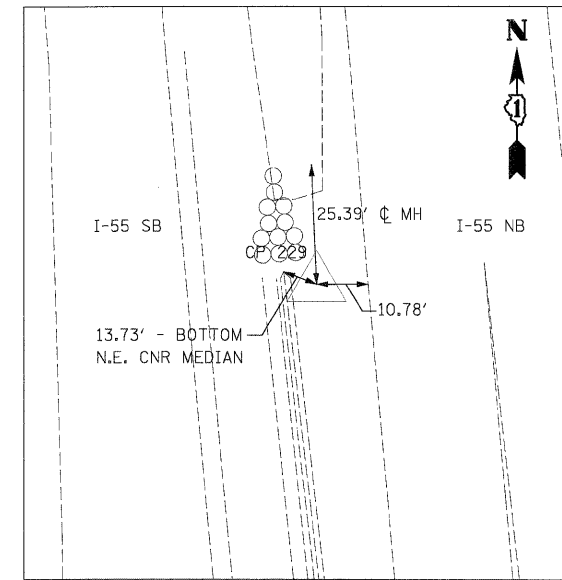 N
1
25.39' ℄ MH
I-55 SB
I-55 NB
CP 229
10.78'
13.73' - BOTTOM
N.E. CNR MEDIAN